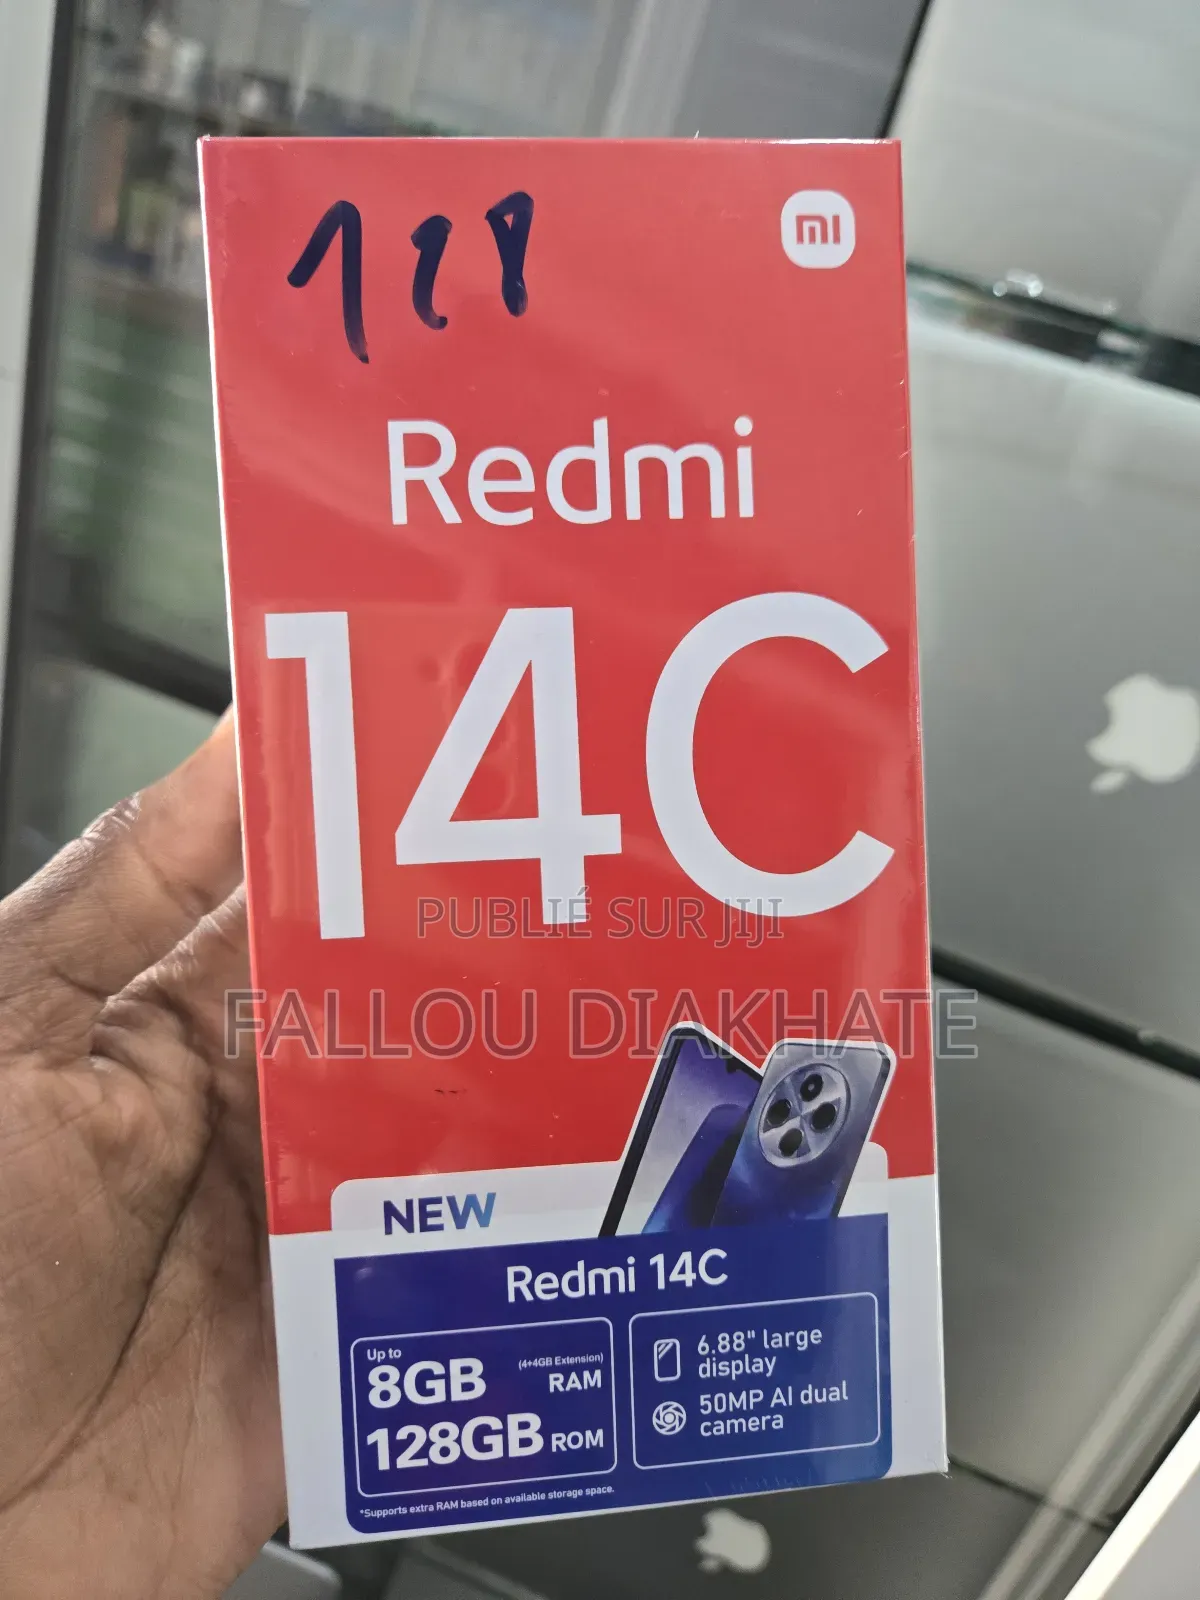 128
mi
Redmi
14C
PUBLIÉ SUR JIJI
FALLOU DIAKHATE
NEW
Redmi 14C
Up to
8GB (4+4GB Extension) RAM
128GB ROM
6.88" large
display
50MP AI dual
camera
*Supports extra RAM based on available storage space.